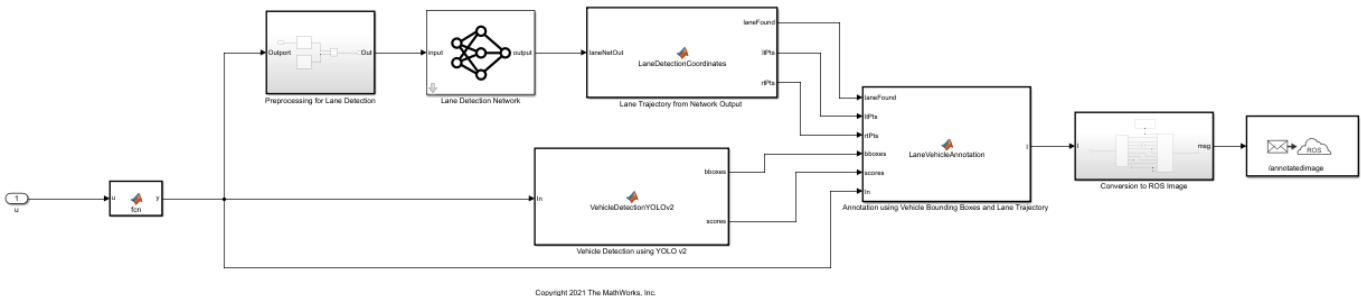 laneFound
Outport
Out
input
output
laneNetOut
LaneDetectionCoordinates
ltPts
rtPts
Preprocessing for Lane Detection
Lane Detection Network
Lane Trajectory from Network Output
laneFound
ltPts
rtPts
bboxes
scores
In
LaneVehicleAnnotation
I
Annotation using Vehicle Bounding Boxes and Lane Trajectory
I
msg
Conversion to ROS Image
ROS
/annotatedimage
bboxes
In
VehicleDetectionYOLOv2
scores
Vehicle Detection using YOLO v2
1
u
u
fcn
y
Copyright 2021 The MathWorks, Inc.